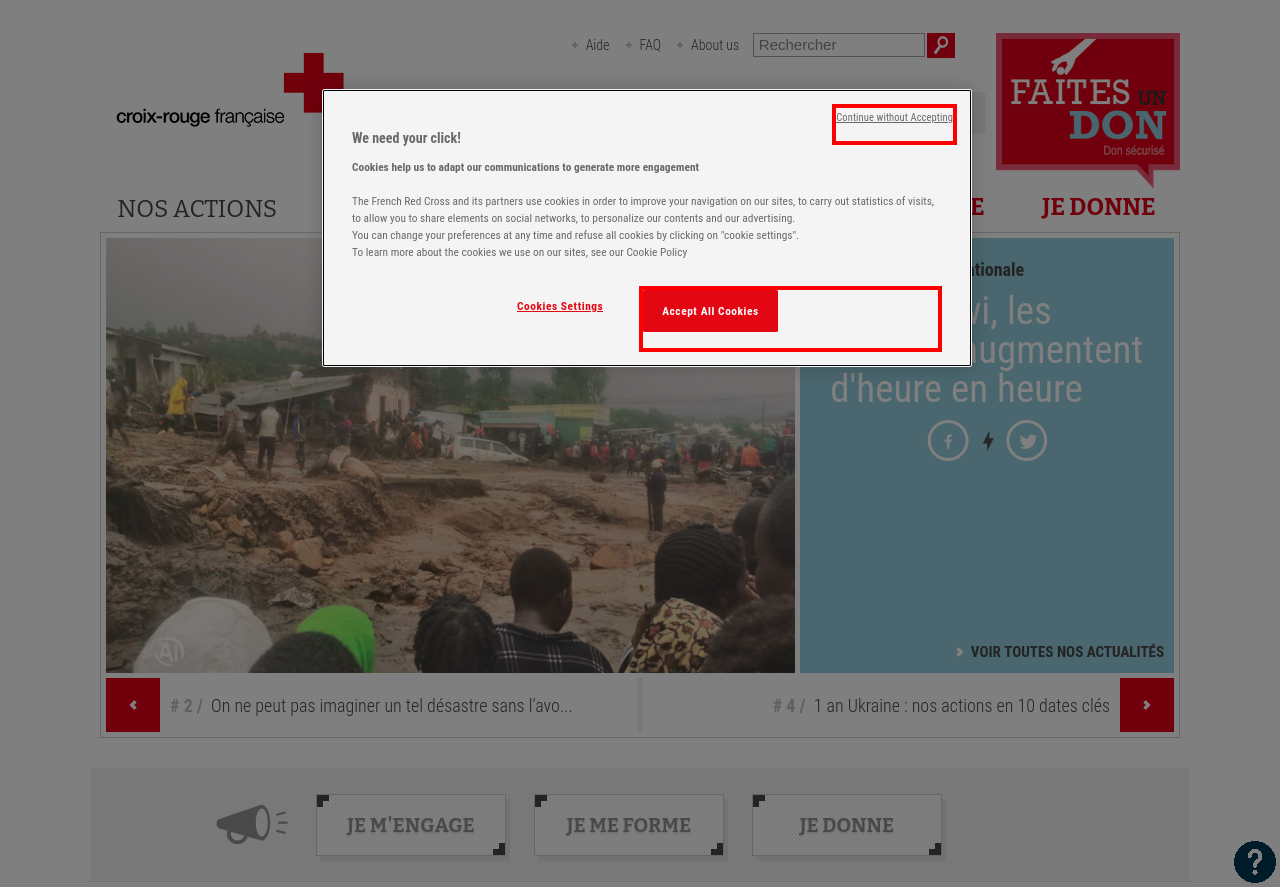 Aide
FAQ
About us
Rechercher
croix-rouge française
FAITES UN
DON
Don sécurisé
Continue without Accepting
We need your click!
Cookies help us to adapt our communications to generate more engagement
The French Red Cross and its partners use cookies in order to improve your navigation on our sites, to carry out statistics of visits,
to allow you to share elements on social networks, to personalize our contents and our advertising.
You can change your preferences at any time and refuse all cookies by clicking on "cookie settings".
To learn more about the cookies we use on our sites, see our Cookie Policy
Cookies Settings
Accept All Cookies
NOS ACTIONS
JE DONNE
les
augmentent
d'heure en heure
VOIR TOUTES NOS ACTUALITÉS
# 2 / On ne peut pas imaginer un tel désastre sans l'avo...
# 4 / 1 an Ukraine : nos actions en 10 dates clés
JE M'ENGAGE
JE ME FORME
JE DONNE
?